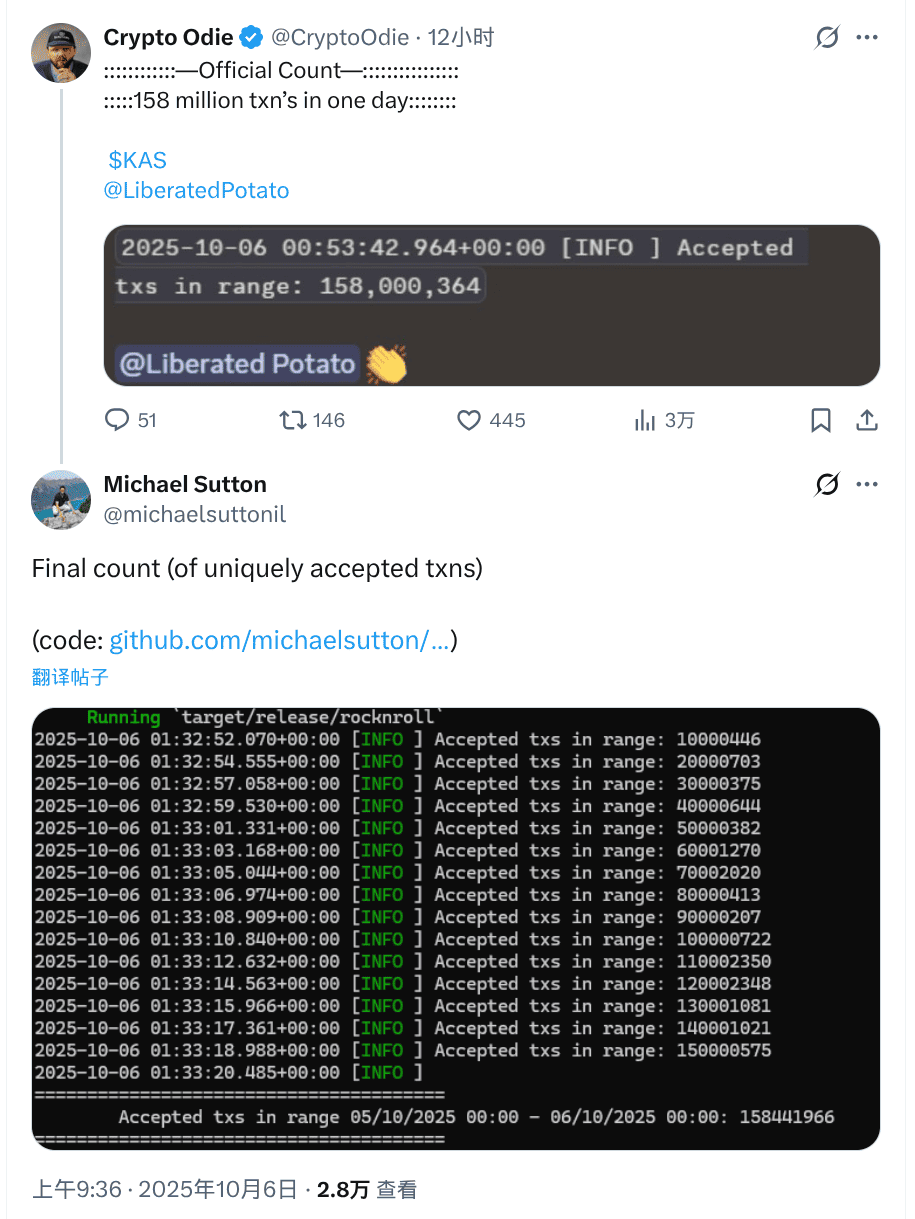 Crypto Odie @CryptoOdie · 12小时
::::::::::::—Official Count—::::::::::::::::
:::::158 million txn’s in one day::::::::
$KAS
@LiberatedPotato
2025-10-06 00:53:42.964+00:00 [INFO ] Accepted
txs in range: 158,000,364
@Liberated Potato 👏
51 146 445 3万
Michael Sutton
@michaelsuttonil
Final count (of uniquely accepted txns)
(code: github.com/michaelsutton/...)
翻译帖子
Running `target/release/rocknroll`
2025-10-06 01:32:52.070+00:00 [INFO ] Accepted txs in range: 10000446
2025-10-06 01:32:54.555+00:00 [INFO ] Accepted txs in range: 20000703
2025-10-06 01:32:57.058+00:00 [INFO ] Accepted txs in range: 30000375
2025-10-06 01:32:59.530+00:00 [INFO ] Accepted txs in range: 40000644
2025-10-06 01:33:01.331+00:00 [INFO ] Accepted txs in range: 50000382
2025-10-06 01:33:03.168+00:00 [INFO ] Accepted txs in range: 60001270
2025-10-06 01:33:05.044+00:00 [INFO ] Accepted txs in range: 70002020
2025-10-06 01:33:06.974+00:00 [INFO ] Accepted txs in range: 80000413
2025-10-06 01:33:08.909+00:00 [INFO ] Accepted txs in range: 90000207
2025-10-06 01:33:10.840+00:00 [INFO ] Accepted txs in range: 100000722
2025-10-06 01:33:12.632+00:00 [INFO ] Accepted txs in range: 110002350
2025-10-06 01:33:14.563+00:00 [INFO ] Accepted txs in range: 120002348
2025-10-06 01:33:15.966+00:00 [INFO ] Accepted txs in range: 130001081
2025-10-06 01:33:17.361+00:00 [INFO ] Accepted txs in range: 140001021
2025-10-06 01:33:18.988+00:00 [INFO ] Accepted txs in range: 150000575
2025-10-06 01:33:20.485+00:00 [INFO ]
=======================================
Accepted txs in range 05/10/2025 00:00 - 06/10/2025 00:00: 158441966
=======================================
上午9:36 · 2025年10月6日 · 2.8万 查看